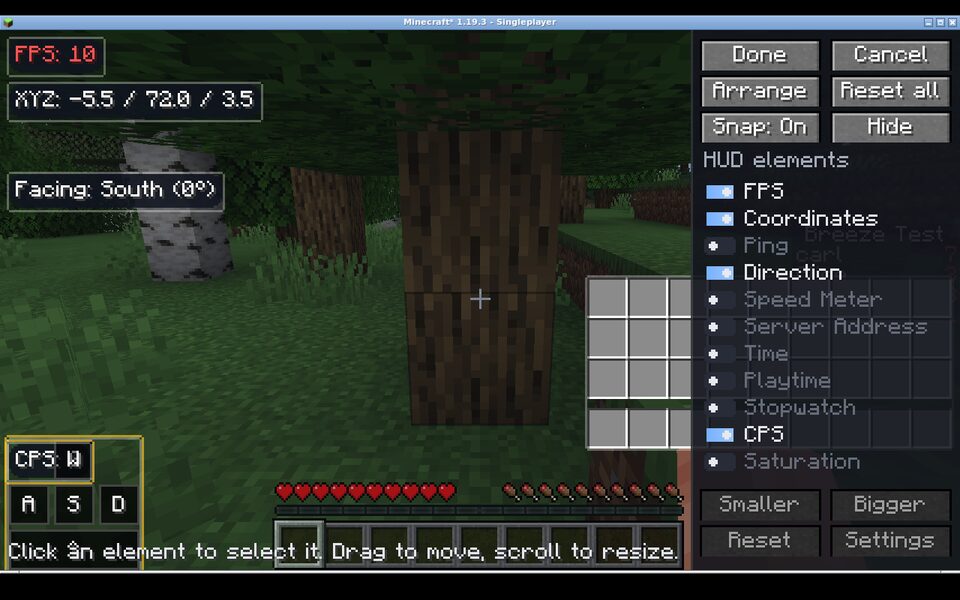 Minecraft* 1.19.3 - Singleplayer
FPS: 10
XYZ: -5.5 / 72.0 / 3.5
Facing: South (0°)
Done
Cancel
Arrange
Reset all
Snap: On
Hide
HUD elements
FPS
Coordinates
Breeze Test
carl
Ping
Direction
Speed Meter
Server Address
Time
Playtime
Stopwatch
CPS
Saturation
Smaller
Bigger
Reset
Settings
CPS W
A S D
Click an element to select it. Drag to move, scroll to resize.